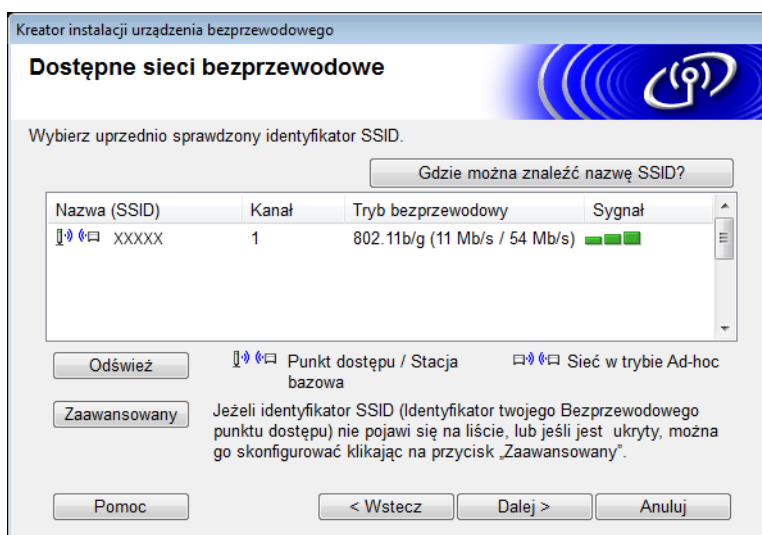 Kreator instalacji urządzenia bezprzewodowego
Dostępne sieci bezprzewodowe
Wybierz uprzednio sprawdzony identyfikator SSID.
Gdzie można znaleźć nazwę SSID?
Nazwa (SSID) Kanał Tryb bezprzewodowy Sygnał
XXXXX 1 802.11b/g (11 Mb/s / 54 Mb/s)
Odśwież
Punkt dostępu / Stacja
bazowa
Sieć w trybie Ad-hoc
Zaawansowany
Jeżeli identyfikator SSID (Identyfikator twojego Bezprzewodowego
punktu dostępu) nie pojawi się na liście, lub jeśli jest ukryty, można
go skonfigurować klikając na przycisk „Zaawansowany”.
Pomoc < Wstecz Dalej > Anuluj